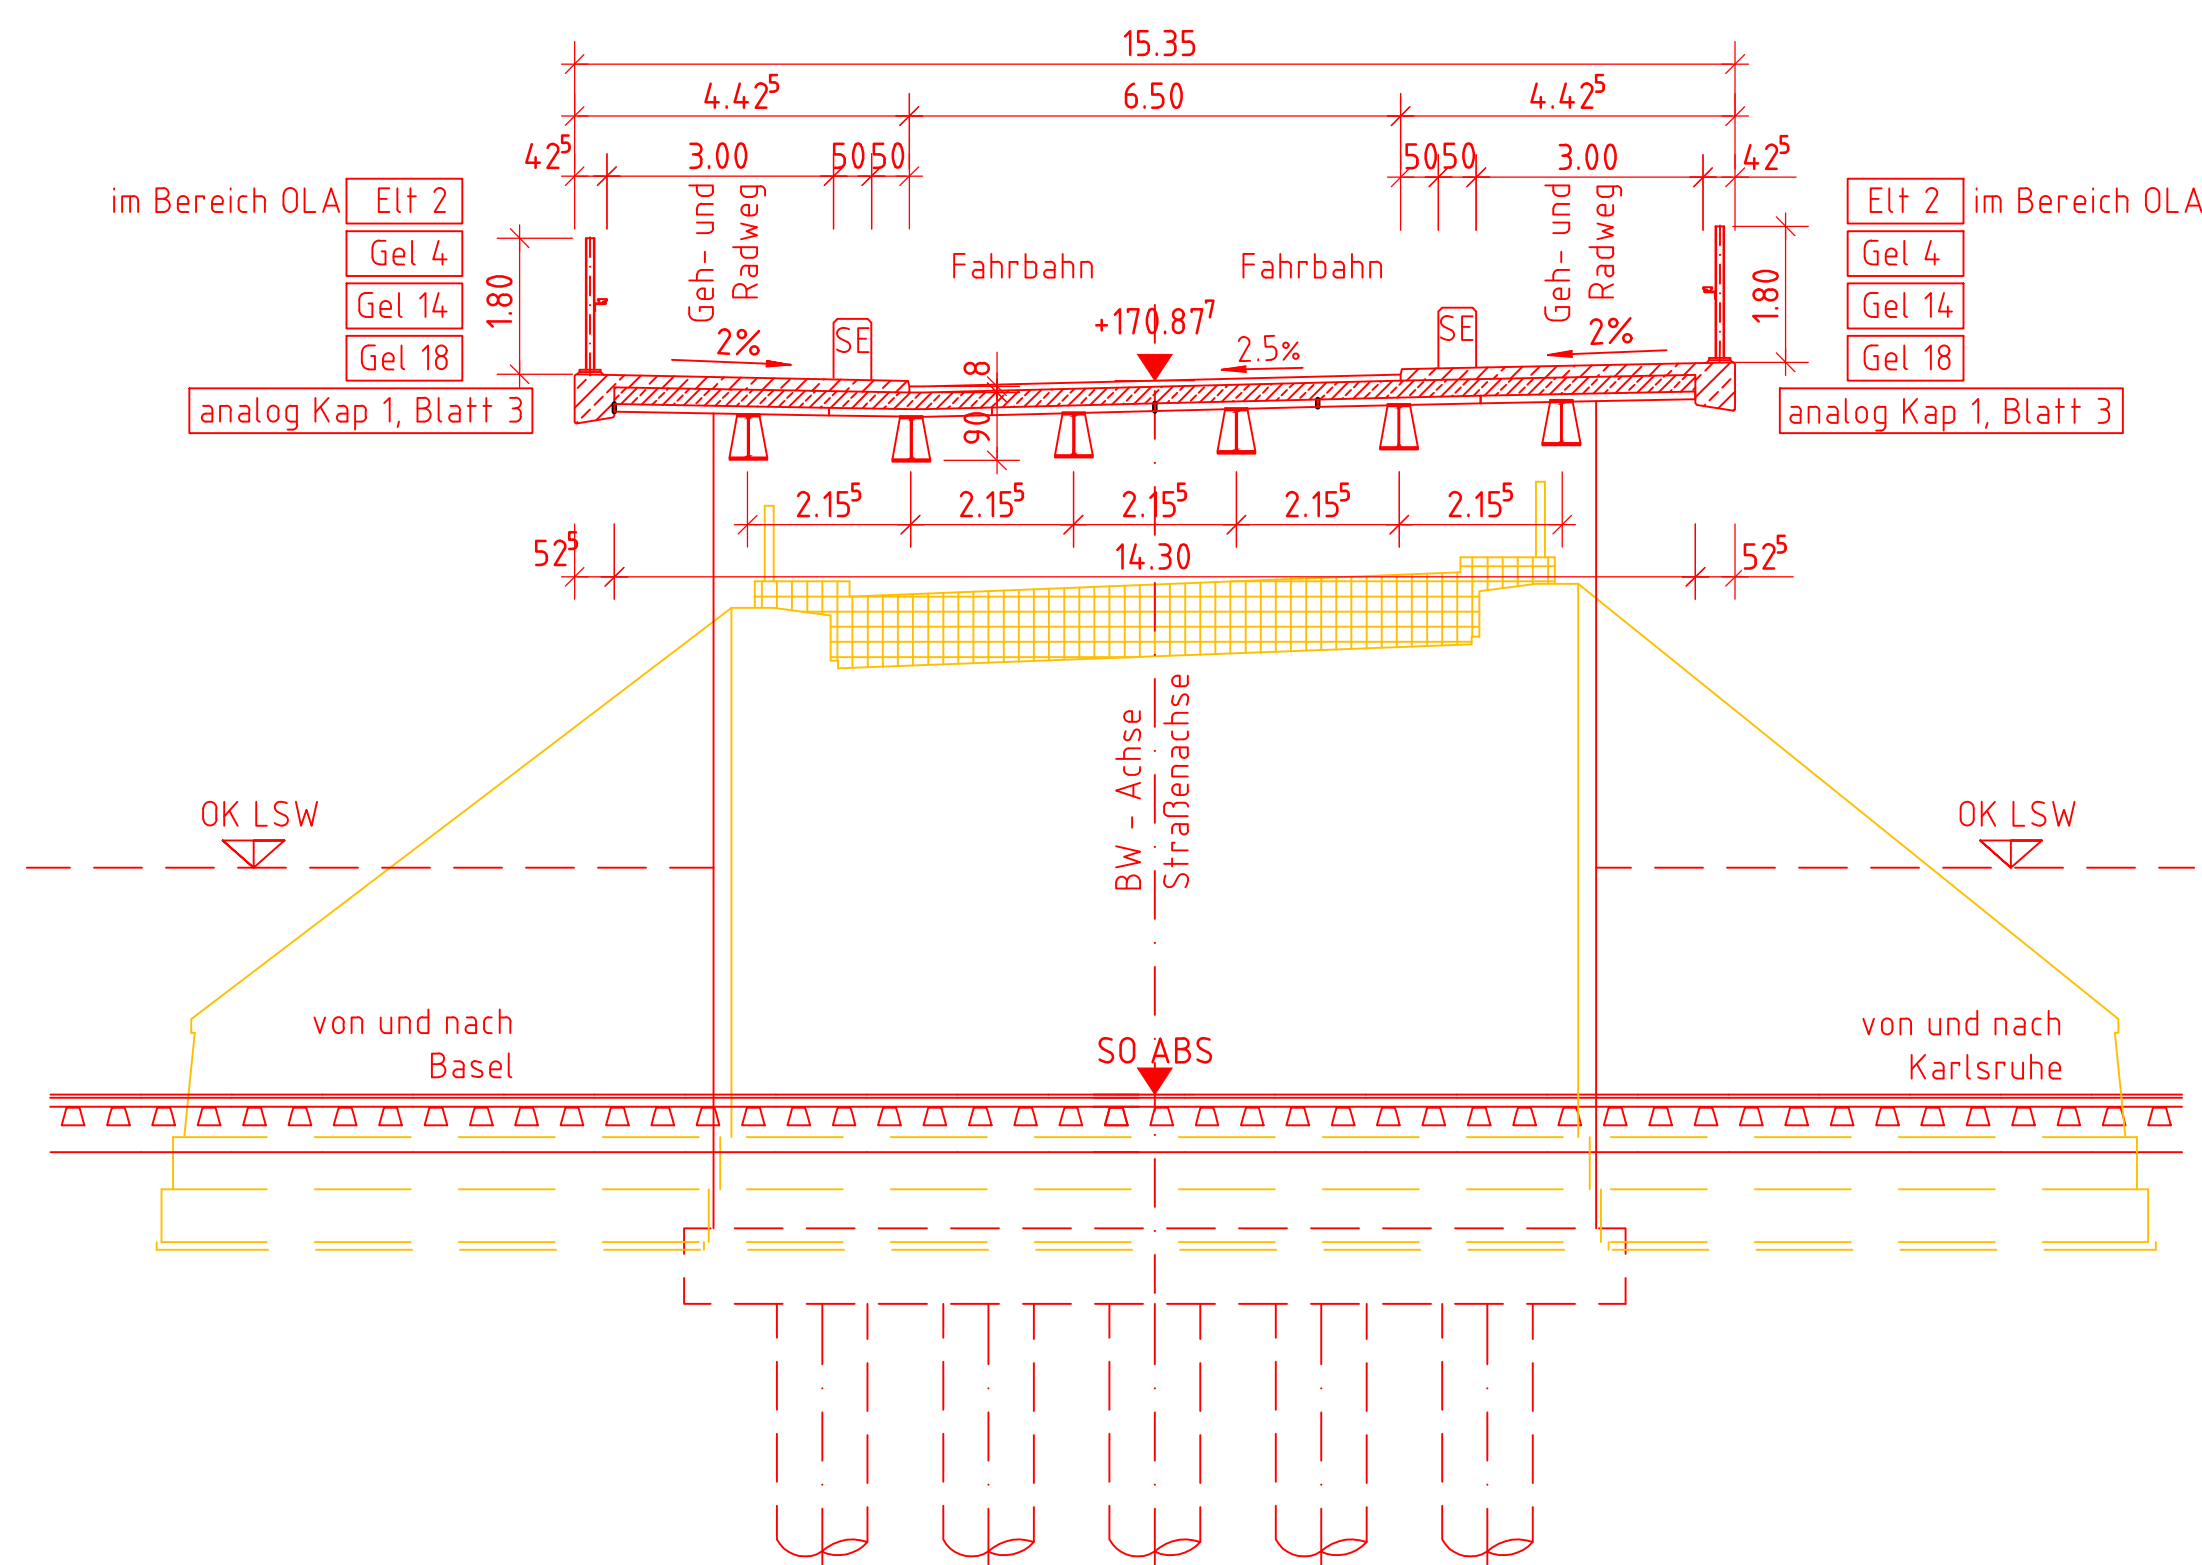 15.35
4.42⁵ 6.50 4.42⁵
42⁵ 3.00 50 50 50 50 3.00 42⁵
im Bereich OLA Elt 2
Gel 4
Gel 14
Gel 18
analog Kap 1, Blatt 3
1.80
Geh- und
Radweg
2%
SE
Fahrbahn Fahrbahn
+170.87⁷
2.5%
8
90
SE
Geh- und
Radweg
2%
1.80
Elt 2 im Bereich OLA
Gel 4
Gel 14
Gel 18
analog Kap 1, Blatt 3
2.15⁵ 2.15⁵ 2.15⁵ 2.15⁵ 2.15⁵
52⁵ 14.30 52⁵
BW - Achse
Straßenachse
OK LSW OK LSW
von und nach
Basel
SO ABS
von und nach
Karlsruhe